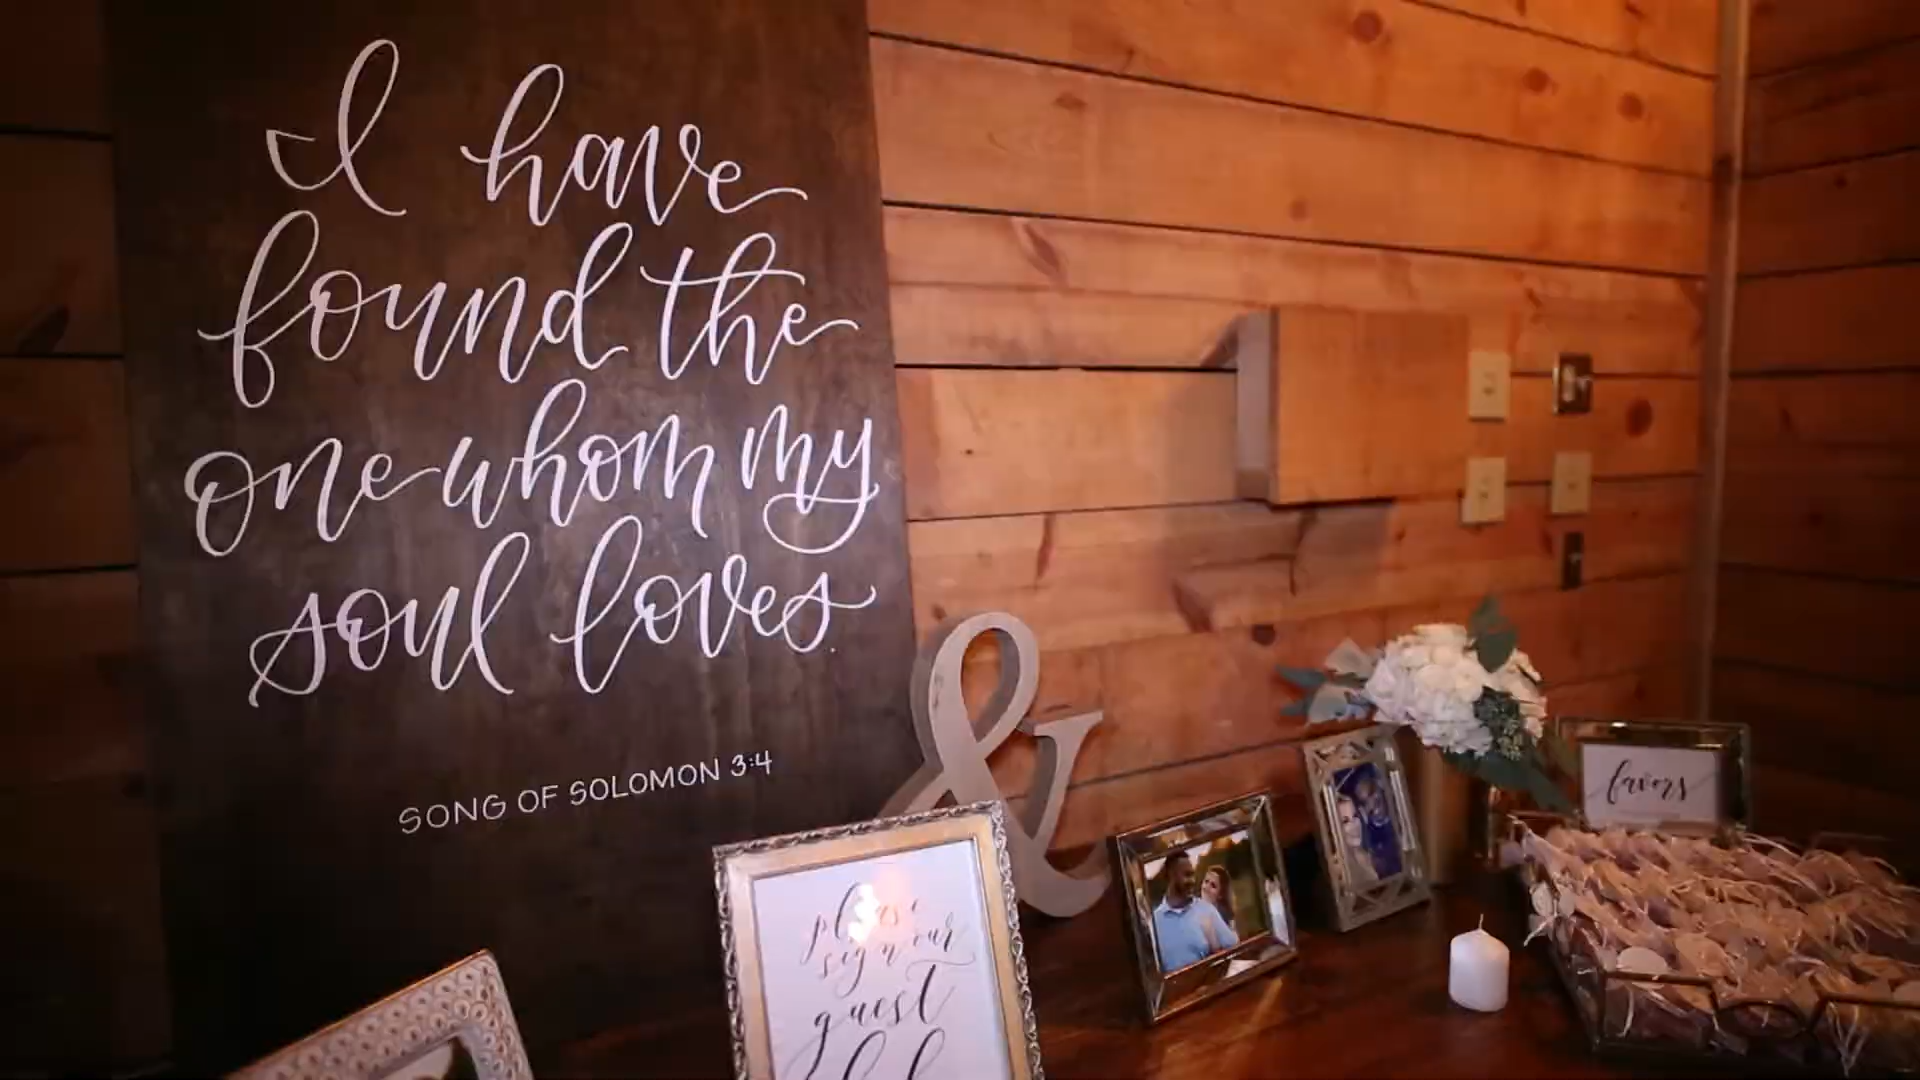 I have
found the
one whom my
soul loves.
SONG OF SOLOMON 3:4
&
please
sign our
guest
favors